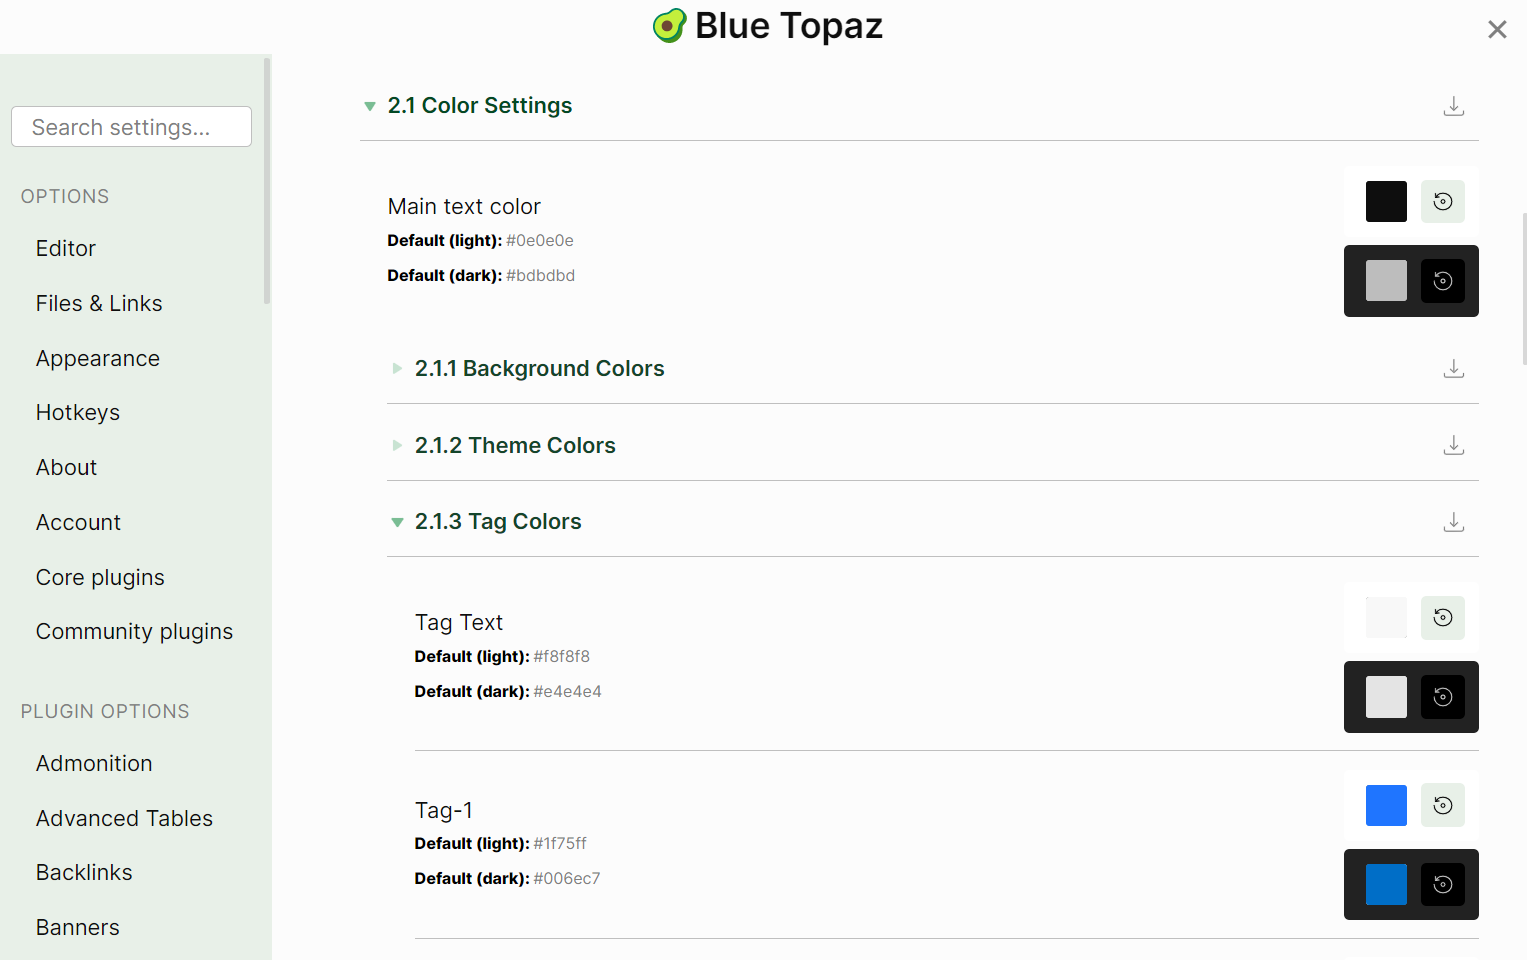 Blue Topaz
Search settings...
OPTIONS
Editor
Files & Links
Appearance
Hotkeys
About
Account
Core plugins
Community plugins
PLUGIN OPTIONS
Admonition
Advanced Tables
Backlinks
Banners
2.1 Color Settings
Main text color
Default (light): #0e0e0e
Default (dark): #bdbdbd
2.1.1 Background Colors
2.1.2 Theme Colors
2.1.3 Tag Colors
Tag Text
Default (light): #f8f8f8
Default (dark): #e4e4e4
Tag-1
Default (light): #1f75ff
Default (dark): #006ec7